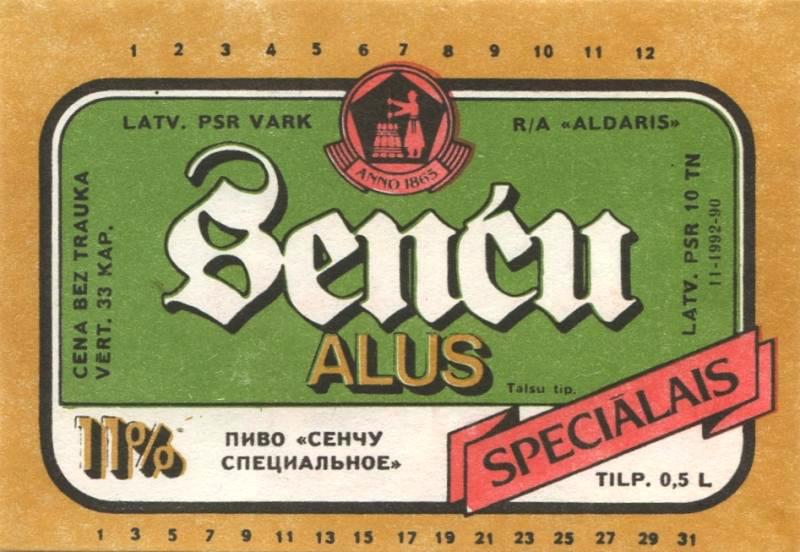 1 2 3 4 5 6 7 8 9 10 11 12
LATV. PSR VARK
R/A «ALDARIS»
ANNO 1865
CENA BEZ TRAUKA
VĒRT. 33 KAP.
Senču
ALUS
LATV. PSR 10 TN
11-1992-90
Talsu tip.
11%
ПИВО «СЕНЧУ
СПЕЦИАЛЬНОЕ»
SPECIĀLAIS
TILP. 0,5 L
1 3 5 7 9 11 13 15 17 19 21 23 25 27 29 31